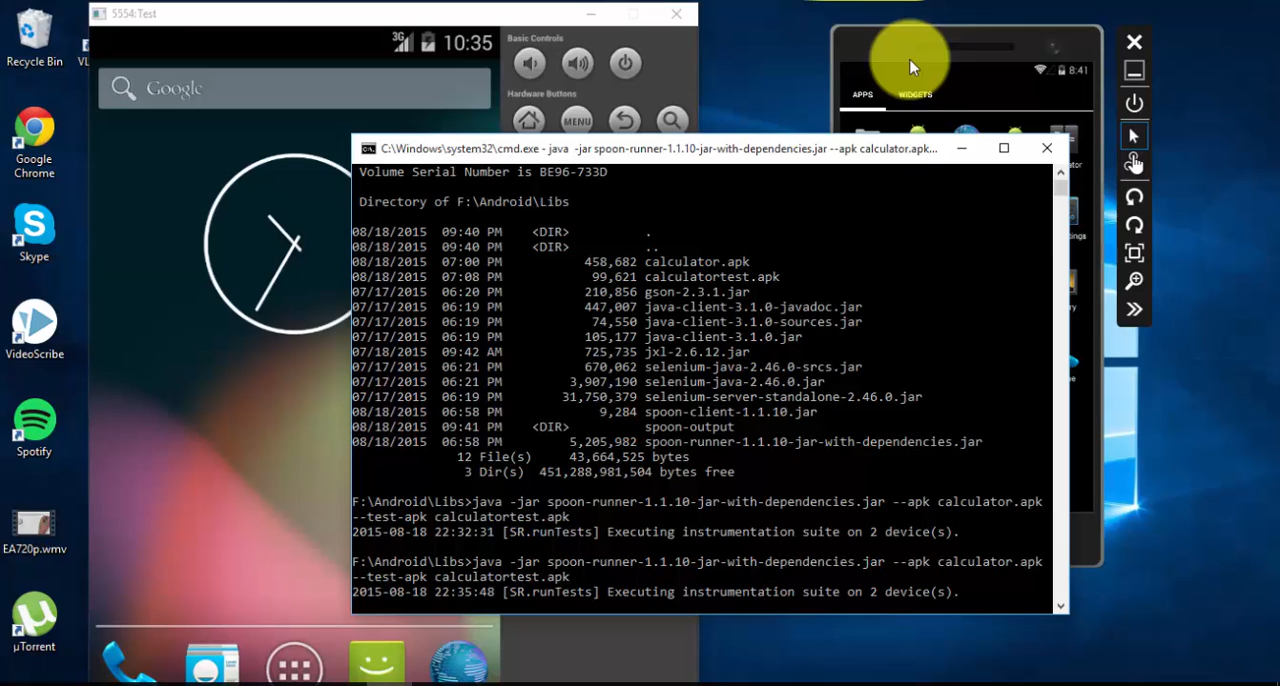 5554:Test
Recycle Bin
VL
3G
10:35
Google
Basic Controls
Hardware Buttons
MENU
8:41
APPS
WIDGETS
Google
Chrome
Skype
VideoScribe
Spotify
EA720p.wmv
µTorrent
C:\Windows\system32\cmd.exe - java -jar spoon-runner-1.1.10-jar-with-dependencies.jar --apk calculator.apk...
Volume Serial Number is BE96-733D
Directory of F:\Android\Libs
08/18/2015 09:40 PM <DIR> .
08/18/2015 09:40 PM <DIR> ..
08/18/2015 07:00 PM 458,682 calculator.apk
08/18/2015 07:08 PM 99,621 calculatortest.apk
07/17/2015 06:20 PM 210,856 gson-2.3.1.jar
07/17/2015 06:19 PM 447,007 java-client-3.1.0-javadoc.jar
07/17/2015 06:19 PM 74,550 java-client-3.1.0-sources.jar
07/17/2015 06:19 PM 105,177 java-client-3.1.0.jar
07/18/2015 09:42 AM 725,735 jxl-2.6.12.jar
07/17/2015 06:21 PM 670,062 selenium-java-2.46.0-srcs.jar
07/17/2015 06:21 PM 3,907,190 selenium-java-2.46.0.jar
07/17/2015 06:19 PM 31,750,379 selenium-server-standalone-2.46.0.jar
08/18/2015 06:58 PM 9,284 spoon-client-1.1.10.jar
08/18/2015 09:41 PM <DIR> spoon-output
08/18/2015 06:58 PM 5,205,982 spoon-runner-1.1.10-jar-with-dependencies.jar
12 File(s) 43,664,525 bytes
3 Dir(s) 451,288,981,504 bytes free
F:\Android\Libs>java -jar spoon-runner-1.1.10-jar-with-dependencies.jar --apk calculator.apk
--test-apk calculatortest.apk
2015-08-18 22:32:31 [SR.runTests] Executing instrumentation suite on 2 device(s).
F:\Android\Libs>java -jar spoon-runner-1.1.10-jar-with-dependencies.jar --apk calculator.apk
--test-apk calculatortest.apk
2015-08-18 22:35:48 [SR.runTests] Executing instrumentation suite on 2 device(s).